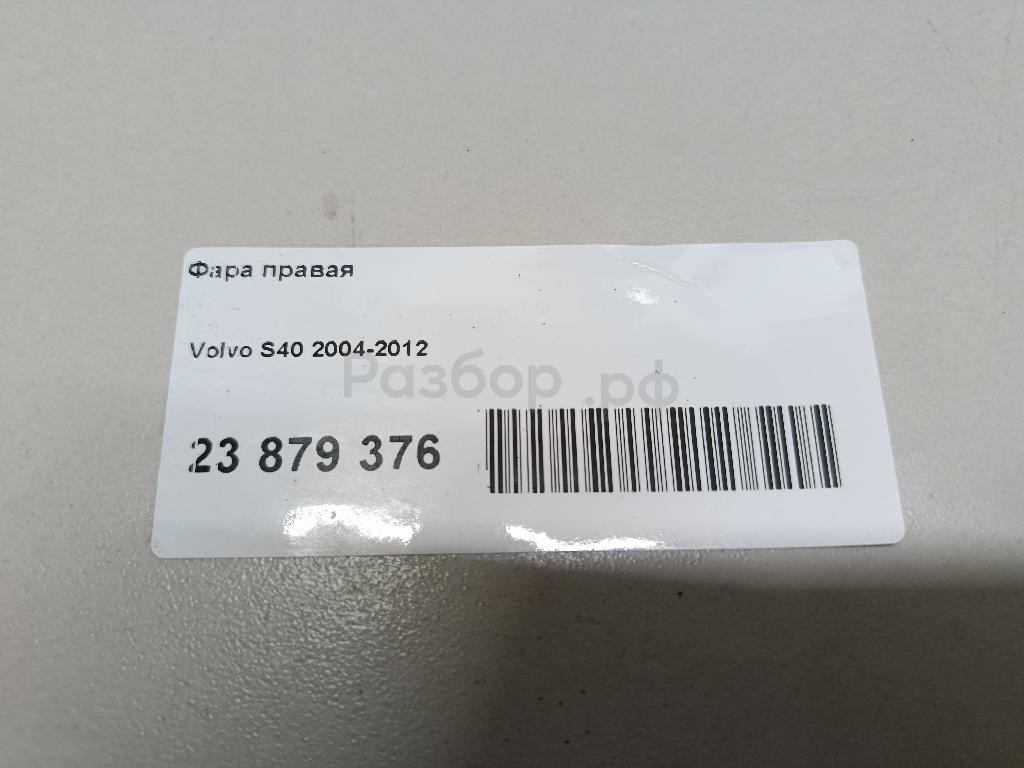 Фара правая
Volvo S40 2004-2012
Разбор.рф
23 879 376